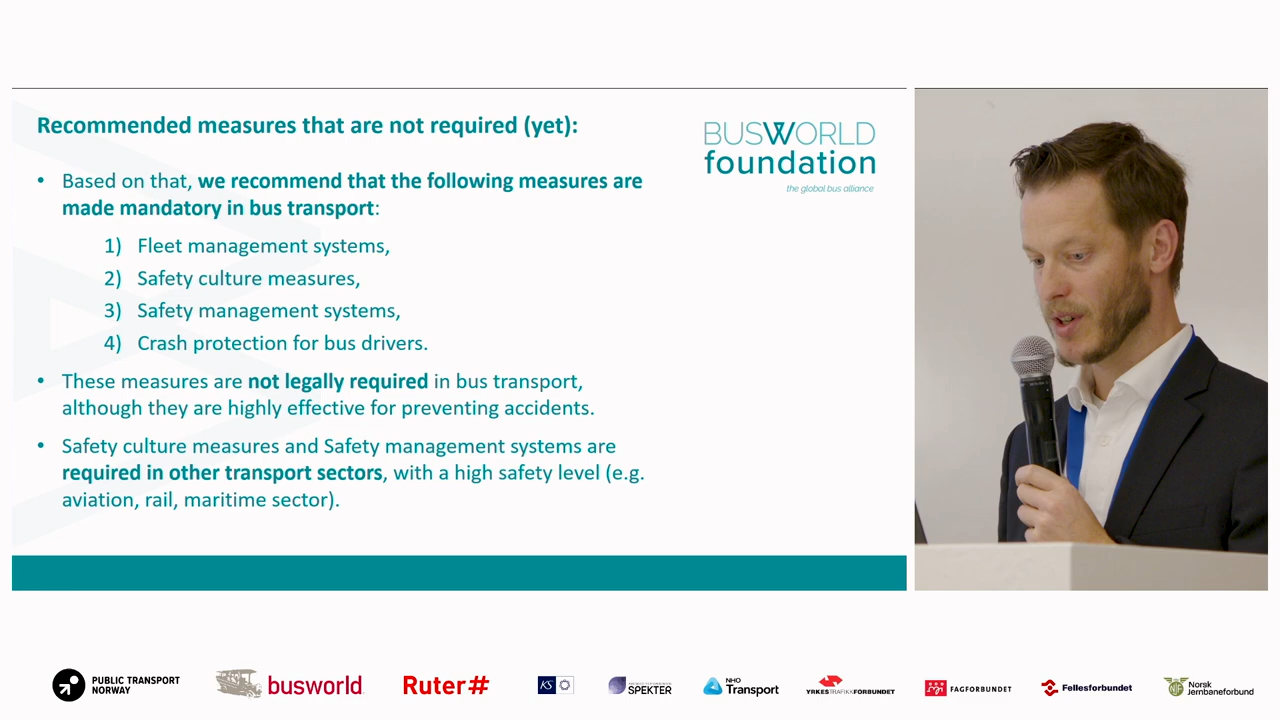 Recommended measures that are not required (yet):
BUSWORLD
foundation
the global bus alliance
• Based on that, we recommend that the following measures are
made mandatory in bus transport:
1) Fleet management systems,
2) Safety culture measures,
3) Safety management systems,
4) Crash protection for bus drivers.
• These measures are not legally required in bus transport,
although they are highly effective for preventing accidents.
• Safety culture measures and Safety management systems are
required in other transport sectors, with a high safety level (e.g.
aviation, rail, maritime sector).
PUBLIC TRANSPORT
NORWAY
busworld
Ruter#
KS
SPEKTER
NHO
Transport
YRKESTRAFIKKFORBUNDET
FAGFORBUNDET
Fellesforbundet
Norsk
Jernbaneforbund